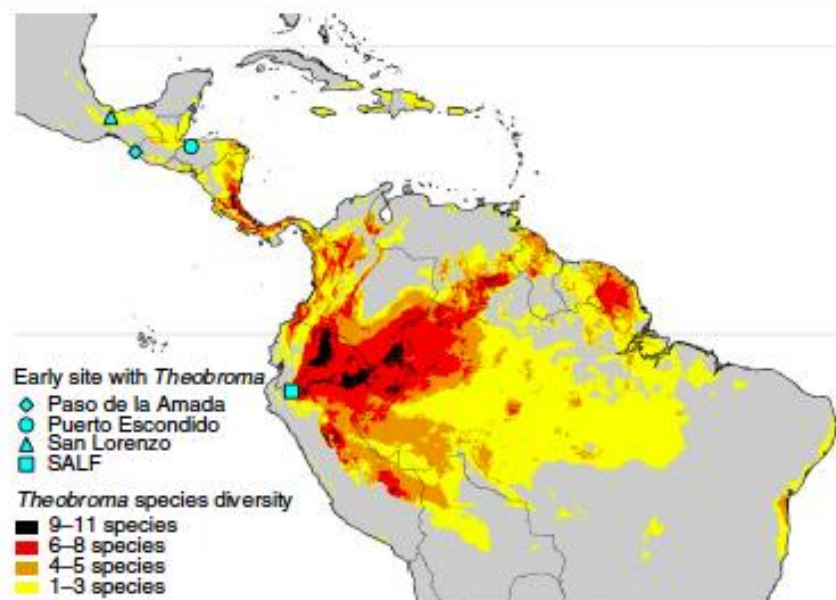 Early site with Theobroma
Paso de la Amada
Puerto Escondido
San Lorenzo
SALF
Theobroma species diversity
9–11 species
6–8 species
4–5 species
1–3 species